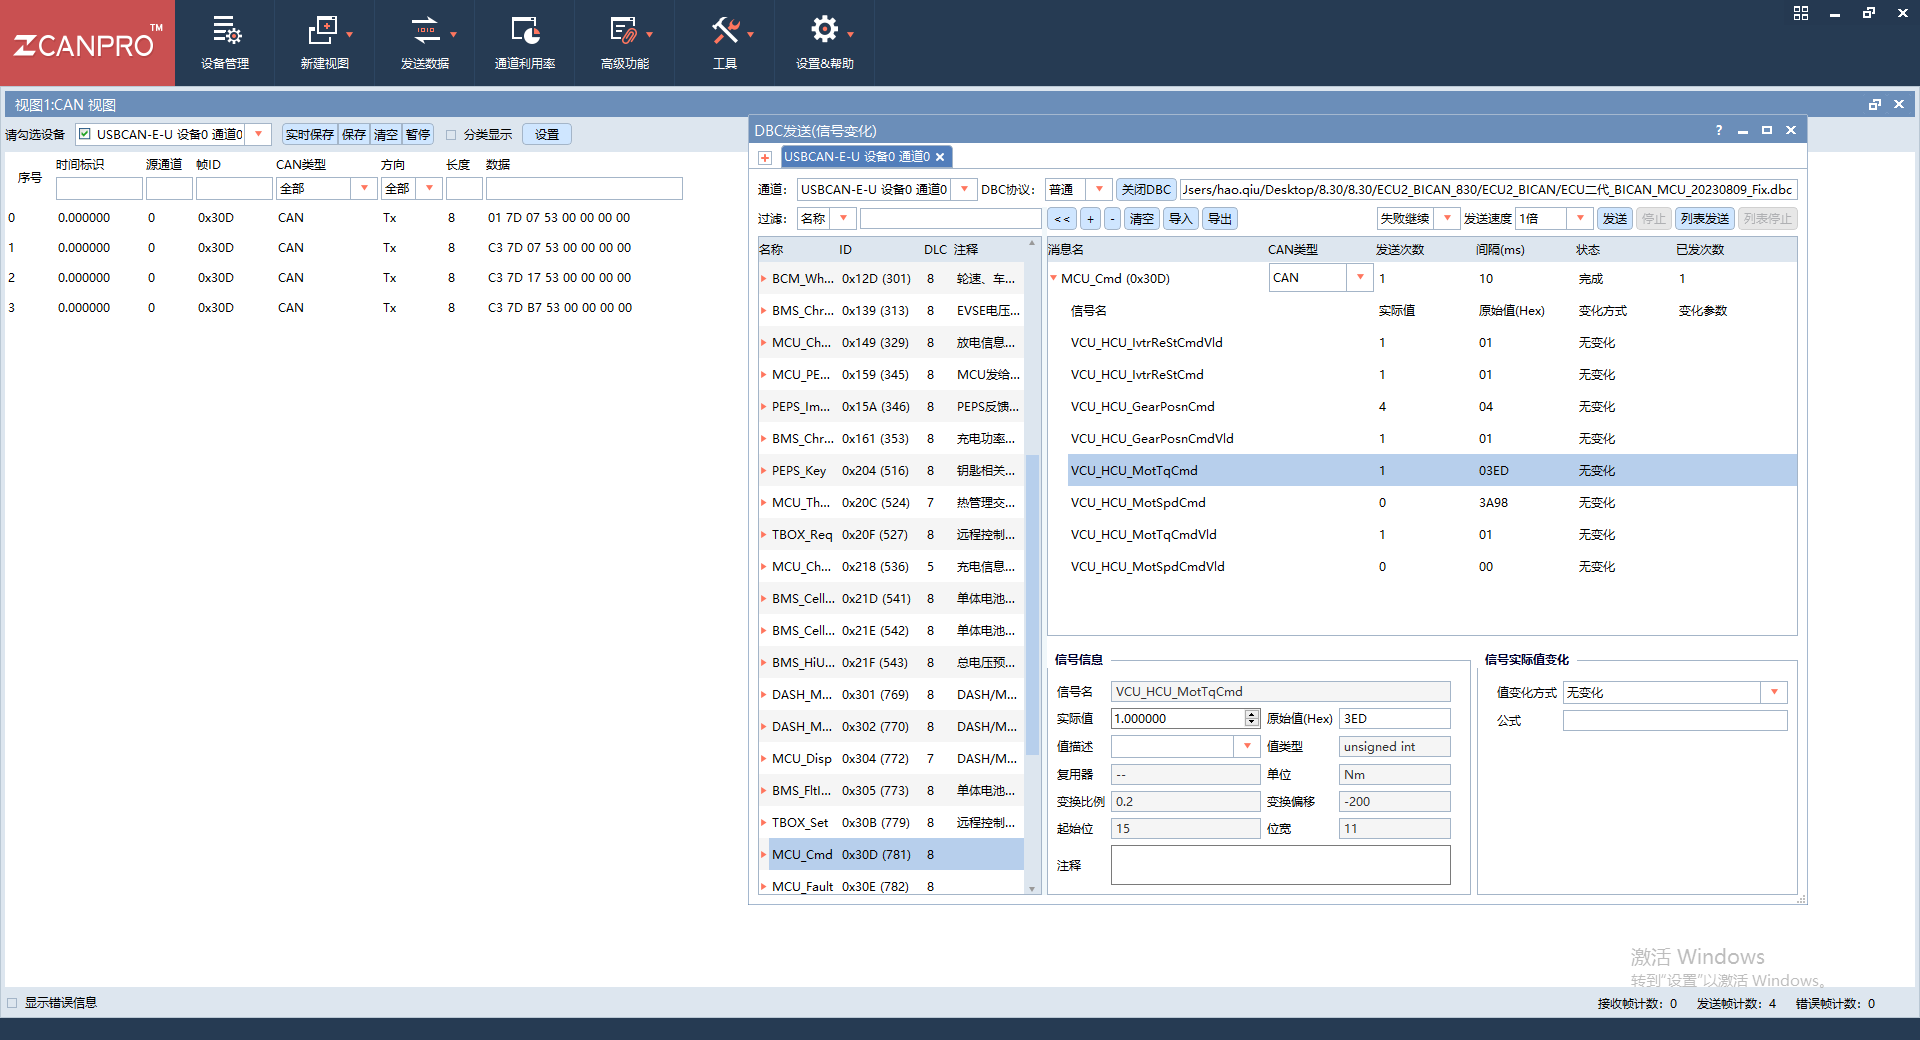 ZCANPRO™
设备管理
新建视图
发送数据
通道利用率
高级功能
工具
设置&帮助
视图1:CAN 视图
请勾选设备 USBCAN-E-U 设备0 通道0 实时保存 保存 清空 暂停 分类显示 设置
序号 时间标识 源通道 帧ID CAN类型 方向 长度 数据
全部 全部
0 0.000000 0 0x30D CAN Tx 8 01 7D 07 53 00 00 00 00
1 0.000000 0 0x30D CAN Tx 8 C3 7D 07 53 00 00 00 00
2 0.000000 0 0x30D CAN Tx 8 C3 7D 17 53 00 00 00 00
3 0.000000 0 0x30D CAN Tx 8 C3 7D B7 53 00 00 00 00
DBC发送(信号变化)
USBCAN-E-U 设备0 通道0
通道: USBCAN-E-U 设备0 通道0 DBC协议: 普通 关闭DBC Jsers/hao.qiu/Desktop/8.30/8.30/ECU2_BICAN_830/ECU2_BICAN/ECU二代_BICAN_MCU_20230809_Fix.dbc
过滤: 名称 << + - 清空 导入 导出 失败继续 发送速度 1倍 发送 停止 列表发送 列表停止
名称 ID DLC 注释
BCM_Wh... 0x12D (301) 8 轮速、车...
BMS_Chr... 0x139 (313) 8 EVSE电压...
MCU_Ch... 0x149 (329) 8 放电信息...
MCU_PE... 0x159 (345) 8 MCU发给...
PEPS_Im... 0x15A (346) 8 PEPS反馈...
BMS_Chr... 0x161 (353) 8 充电功率...
PEPS_Key 0x204 (516) 8 钥匙相关...
MCU_Th... 0x20C (524) 7 热管理交...
TBOX_Req 0x20F (527) 8 远程控制...
MCU_Ch... 0x218 (536) 5 充电信息...
BMS_Cell... 0x21D (541) 8 单体电池...
BMS_Cell... 0x21E (542) 8 单体电池...
BMS_HiU... 0x21F (543) 8 总电压预...
DASH_M... 0x301 (769) 8 DASH/M...
DASH_M... 0x302 (770) 8 DASH/M...
MCU_Disp 0x304 (772) 7 DASH/M...
BMS_FltI... 0x305 (773) 8 单体电池...
TBOX_Set 0x30B (779) 8 远程控制...
MCU_Cmd 0x30D (781) 8
MCU_Fault 0x30E (782) 8
消息名 CAN类型 发送次数 间隔(ms) 状态 已发次数
MCU_Cmd (0x30D) CAN 1 10 完成 1
信号名 实际值 原始值(Hex) 变化方式 变化参数
VCU_HCU_IvtrReStCmdVld 1 01 无变化
VCU_HCU_IvtrReStCmd 1 01 无变化
VCU_HCU_GearPosnCmd 4 04 无变化
VCU_HCU_GearPosnCmdVld 1 01 无变化
VCU_HCU_MotTqCmd 1 03ED 无变化
VCU_HCU_MotSpdCmd 0 3A98 无变化
VCU_HCU_MotTqCmdVld 1 01 无变化
VCU_HCU_MotSpdCmdVld 0 00 无变化
信号信息
信号名 VCU_HCU_MotTqCmd
实际值 1.000000 原始值(Hex) 3ED
值描述 值类型 unsigned int
复用器 -- 单位 Nm
变换比例 0.2 变换偏移 -200
起始位 15 位宽 11
注释
信号实际值变化
值变化方式 无变化
公式
激活 Windows
转到“设置”以激活 Windows。
显示错误信息
接收帧计数: 0 发送帧计数: 4 错误帧计数: 0